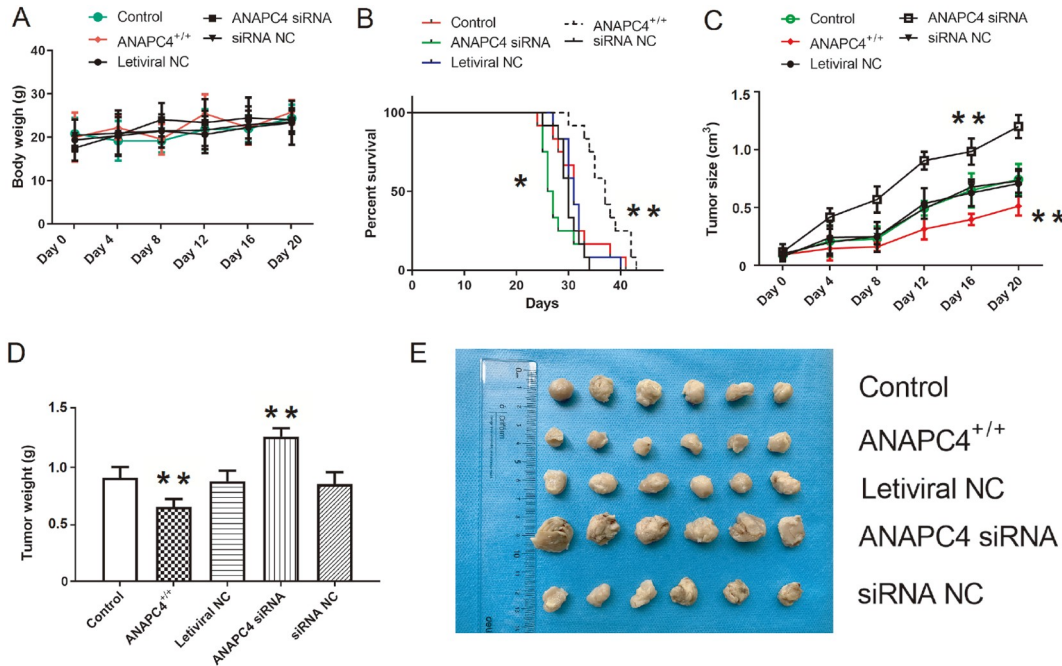 A
Control
ANAPC4+/+
Letiviral NC
ANAPC4 siRNA
siRNA NC
Body weigh (g)
40
30
20
10
0
Day 0
Day 4
Day 8
Day 12
Day 16
Day 20
B
Control
ANAPC4 siRNA
Letiviral NC
ANAPC4+/+
siRNA NC
Percent survival
100
50
0
*
**
0
10
20
30
40
Days
C
Control
ANAPC4+/+
Letiviral NC
ANAPC4 siRNA
siRNA NC
Tumor size (cm3)
1.5
1.0
0.5
0
**
**
Day 0
Day 4
Day 8
Day 12
Day 16
Day 20
D
Tumor weight (g)
1.5
1.0
0.5
0
**
**
Control
ANAPC4+/+
Letiviral NC
ANAPC4 siRNA
siRNA NC
E
Control
ANAPC4+/+
Letiviral NC
ANAPC4 siRNA
siRNA NC